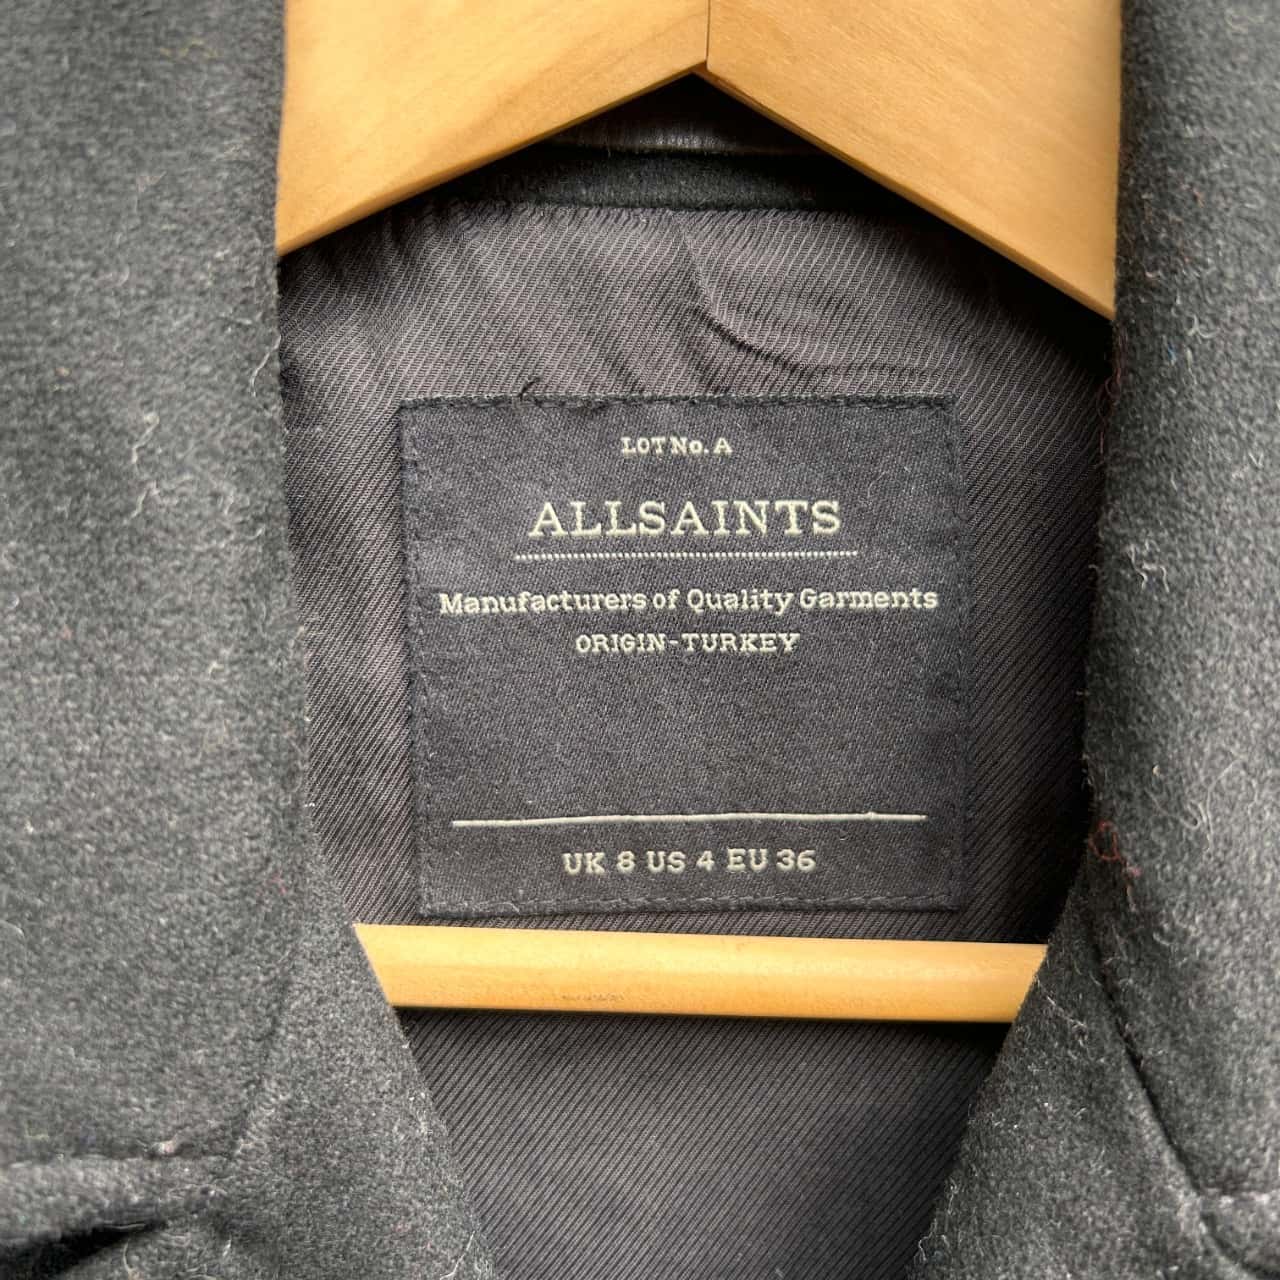 LOT No. A
ALLSAINTS
Manufacturers of Quality Garments
ORIGIN-TURKEY
UK 8 US 4 EU 36